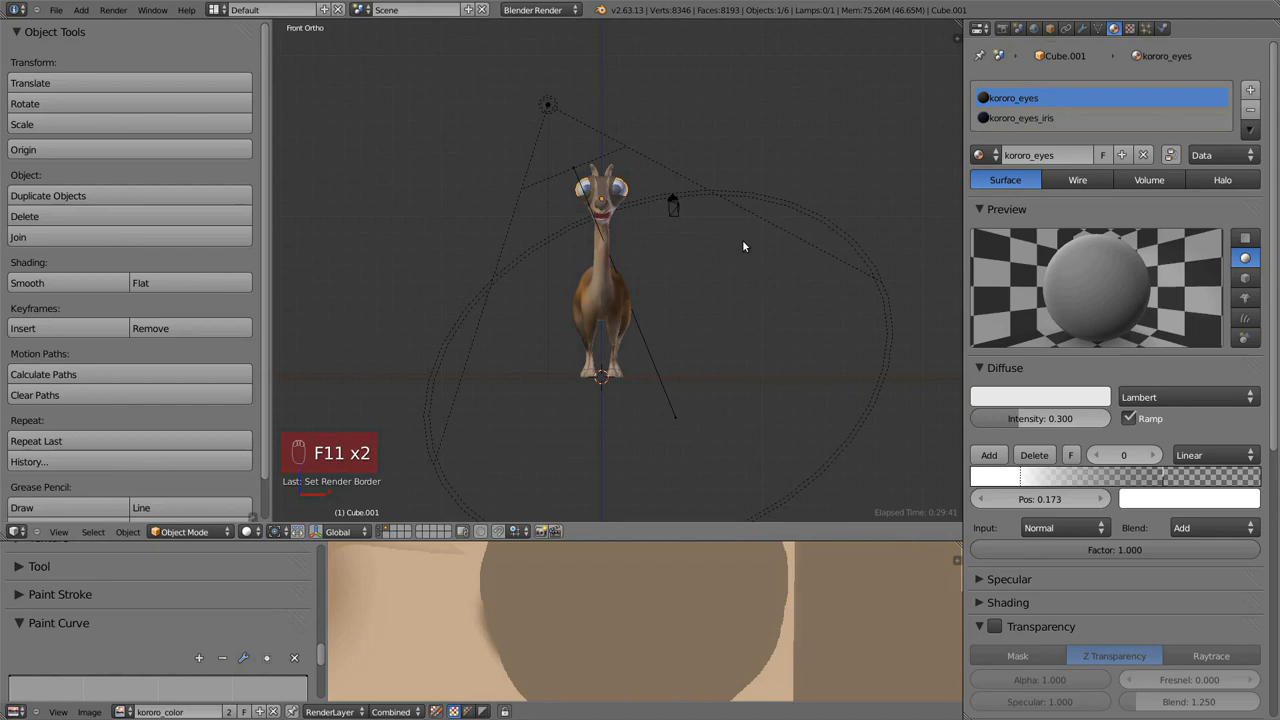 File Add Render Window Help Default Scene Blender Render v2.63.13 | Verts:8346 | Faces:8193 | Objects:1/6 | Lamps:0/1 | Mem:75.26M (46.65M) | Cube.001
Object Tools
Transform:
Translate
Rotate
Scale
Origin
Object:
Duplicate Objects
Delete
Join
Shading:
Smooth Flat
Keyframes:
Insert Remove
Motion Paths:
Calculate Paths
Clear Paths
Repeat:
Repeat Last
History...
Grease Pencil:
Draw Line
Front Ortho
F11 x2
Last: Set Render Border
(1) Cube.001
Elapsed Time: 0:29:41
View Select Object Object Mode Global
Tool
Paint Stroke
Paint Curve
View Image kororo_color 2 F RenderLayer Combined
Cube.001 kororo_eyes
kororo_eyes
kororo_eyes_iris
kororo_eyes F Data
Surface Wire Volume Halo
Preview
Diffuse
Lambert
Intensity: 0.300 Ramp
Add Delete F 0 Linear
Pos: 0.173
Input: Normal Blend: Add
Factor: 1.000
Specular
Shading
Transparency
Mask Z Transparency Raytrace
Alpha: 1.000 Fresnel: 0.000
Specular: 1.000 Blend: 1.250